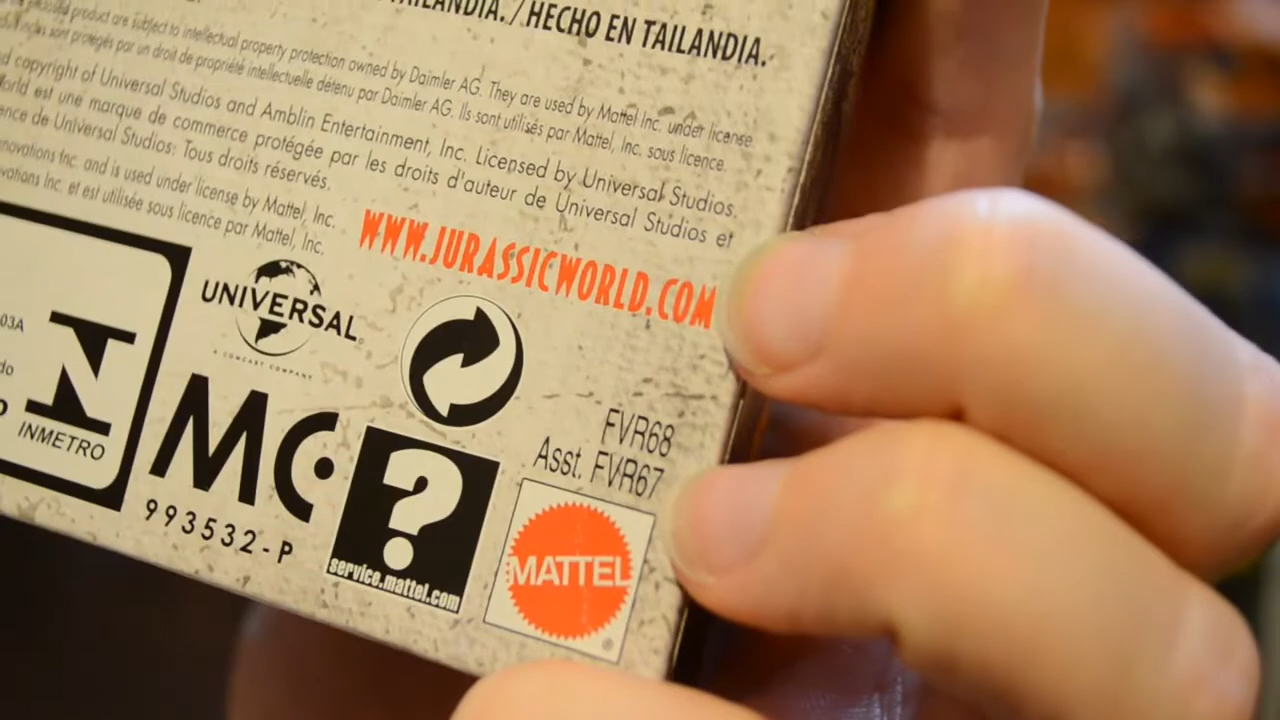 TAILANDIA. / HECHO EN TAILANDIA.
enclosed product are subject to intellectual property protection owned by Daimler AG. They are used by Mattel Inc. under license.
inclus sont protégés par un droit de propriété intellectuelle détenu par Daimler AG. Ils sont utilisés par Mattel, Inc. sous licence.
copyright of Universal Studios and Amblin Entertainment, Inc. Licensed by Universal Studios.
World est une marque de commerce protégée par les droits d'auteur de Universal Studios et
de Universal Studios. Tous droits réservés.
Inc. and is used under license by Mattel, Inc.
Inc. et est utilisée sous licence par Mattel, Inc.
WWW.JURASSICWORLD.COM
UNIVERSAL
A COMCAST COMPANY
03A
INMETRO
MC
993532-P
?
service.mattel.com
FVR68
Asst. FVR67
MATTEL
®